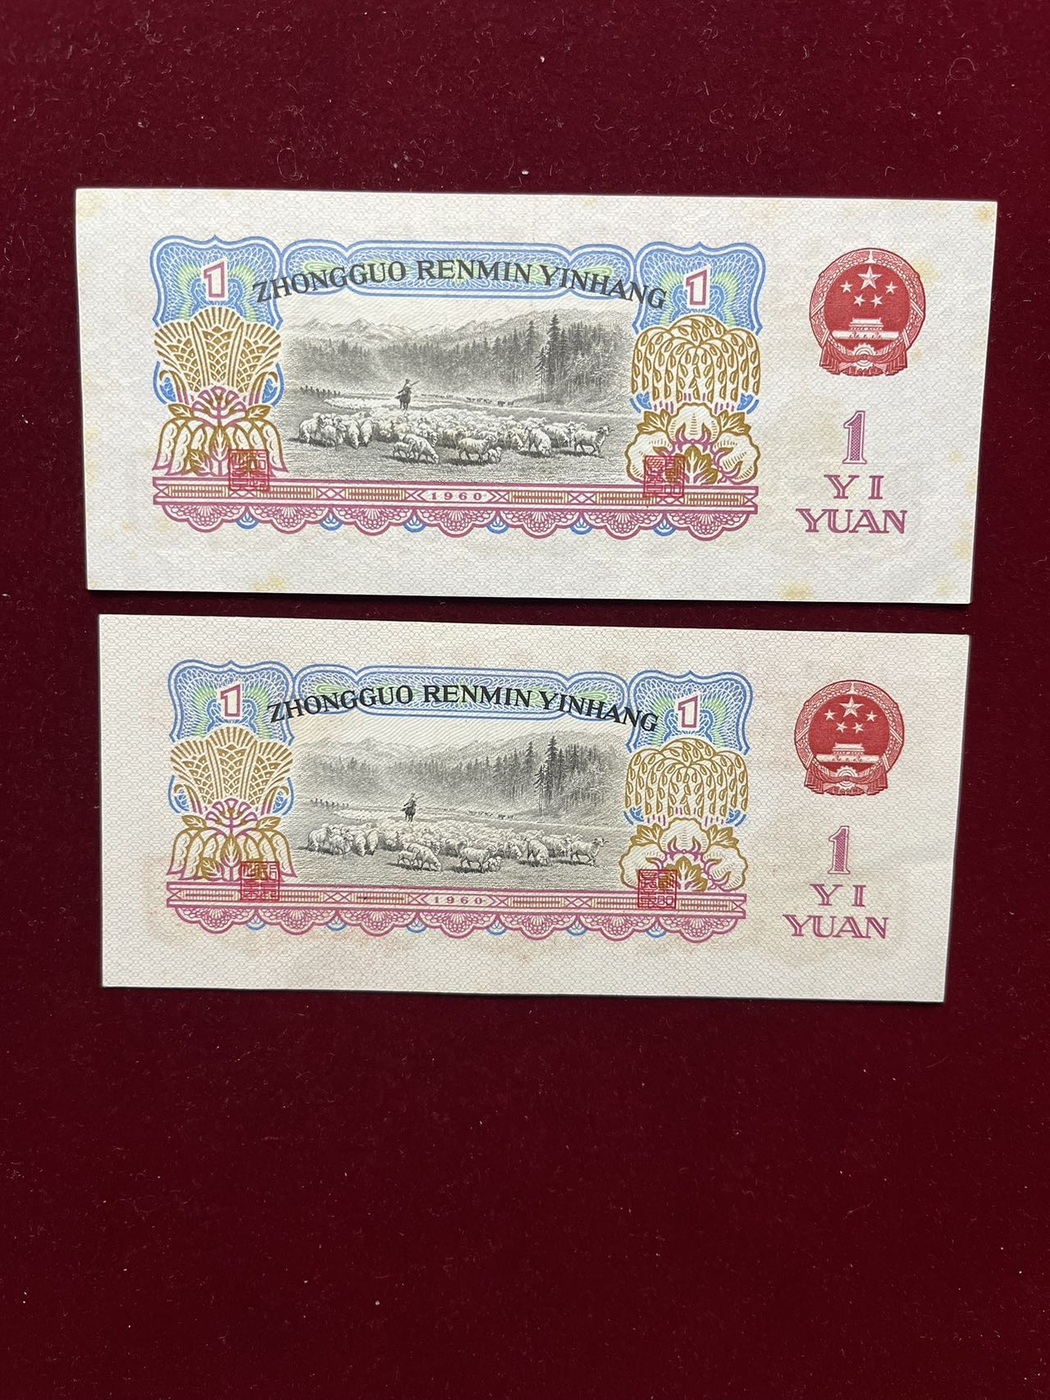 1 1
ZHONGGUO RENMIN YINHANG
1
YI
YUAN
1960
1 1
ZHONGGUO RENMIN YINHANG
1
YI
YUAN
1960